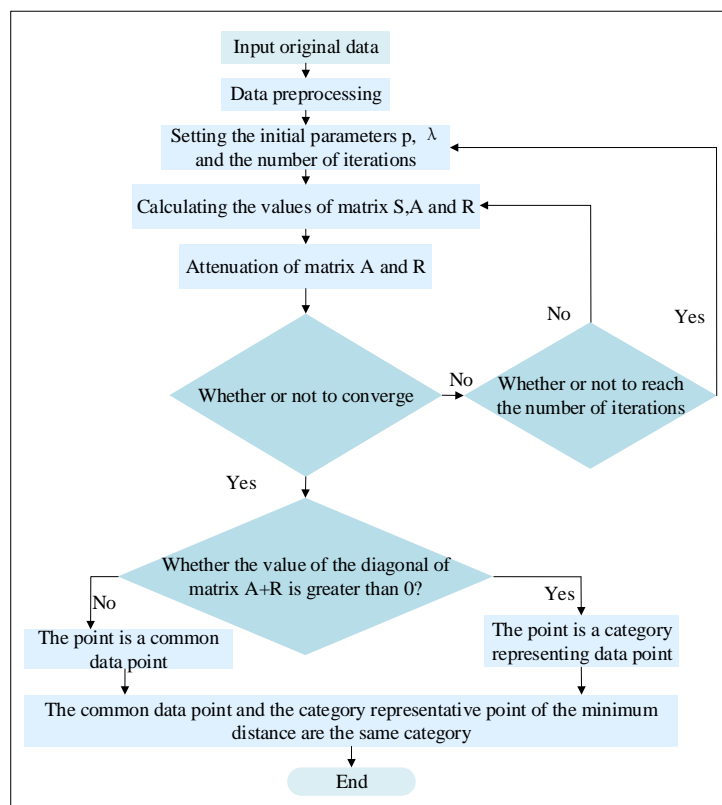 Input original data
Data preprocessing
Setting the initial parameters p, λ
and the number of iterations
Calculating the values of matrix S,A and R
Attenuation of matrix A and R
No
Yes
Whether or not to converge
No
Whether or not to reach
the number of iterations
Yes
Whether the value of the diagonal of
matrix A+R is greater than 0?
No
Yes
The point is a common
data point
The point is a category
representing data point
The common data point and the category representative point of the minimum
distance are the same category
End